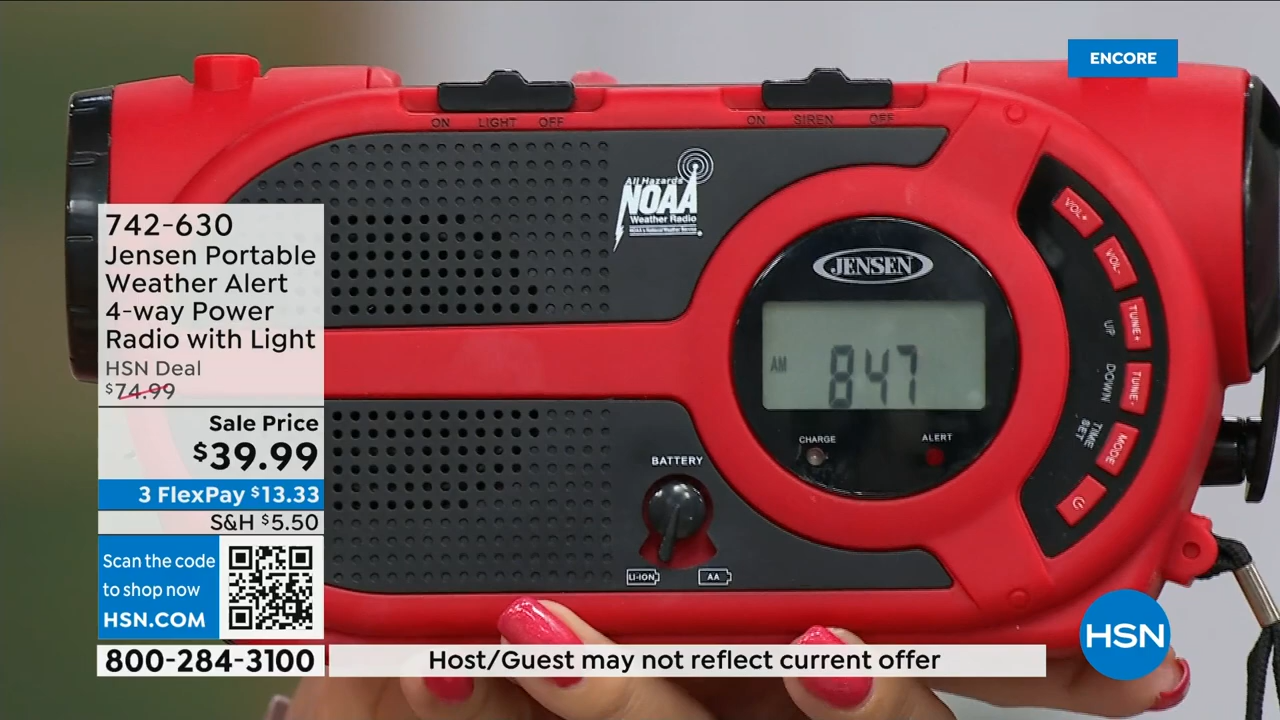 ENCORE
ON LIGHT OFF
ON SIREN OFF
All Hazards
NOAA
Weather Radio
VOL+
VOL-
TUNE+
UP
TUNE-
DOWN
MODE
TIME SET
JENSEN
AM 847
CHARGE ALERT
BATTERY
LI-ION AA
742-630
Jensen Portable
Weather Alert
4-way Power
Radio with Light
HSN Deal
$74.99
Sale Price
$39.99
3 FlexPay $13.33
S&H $5.50
Scan the code
to shop now
HSN.COM
800-284-3100
Host/Guest may not reflect current offer
HSN